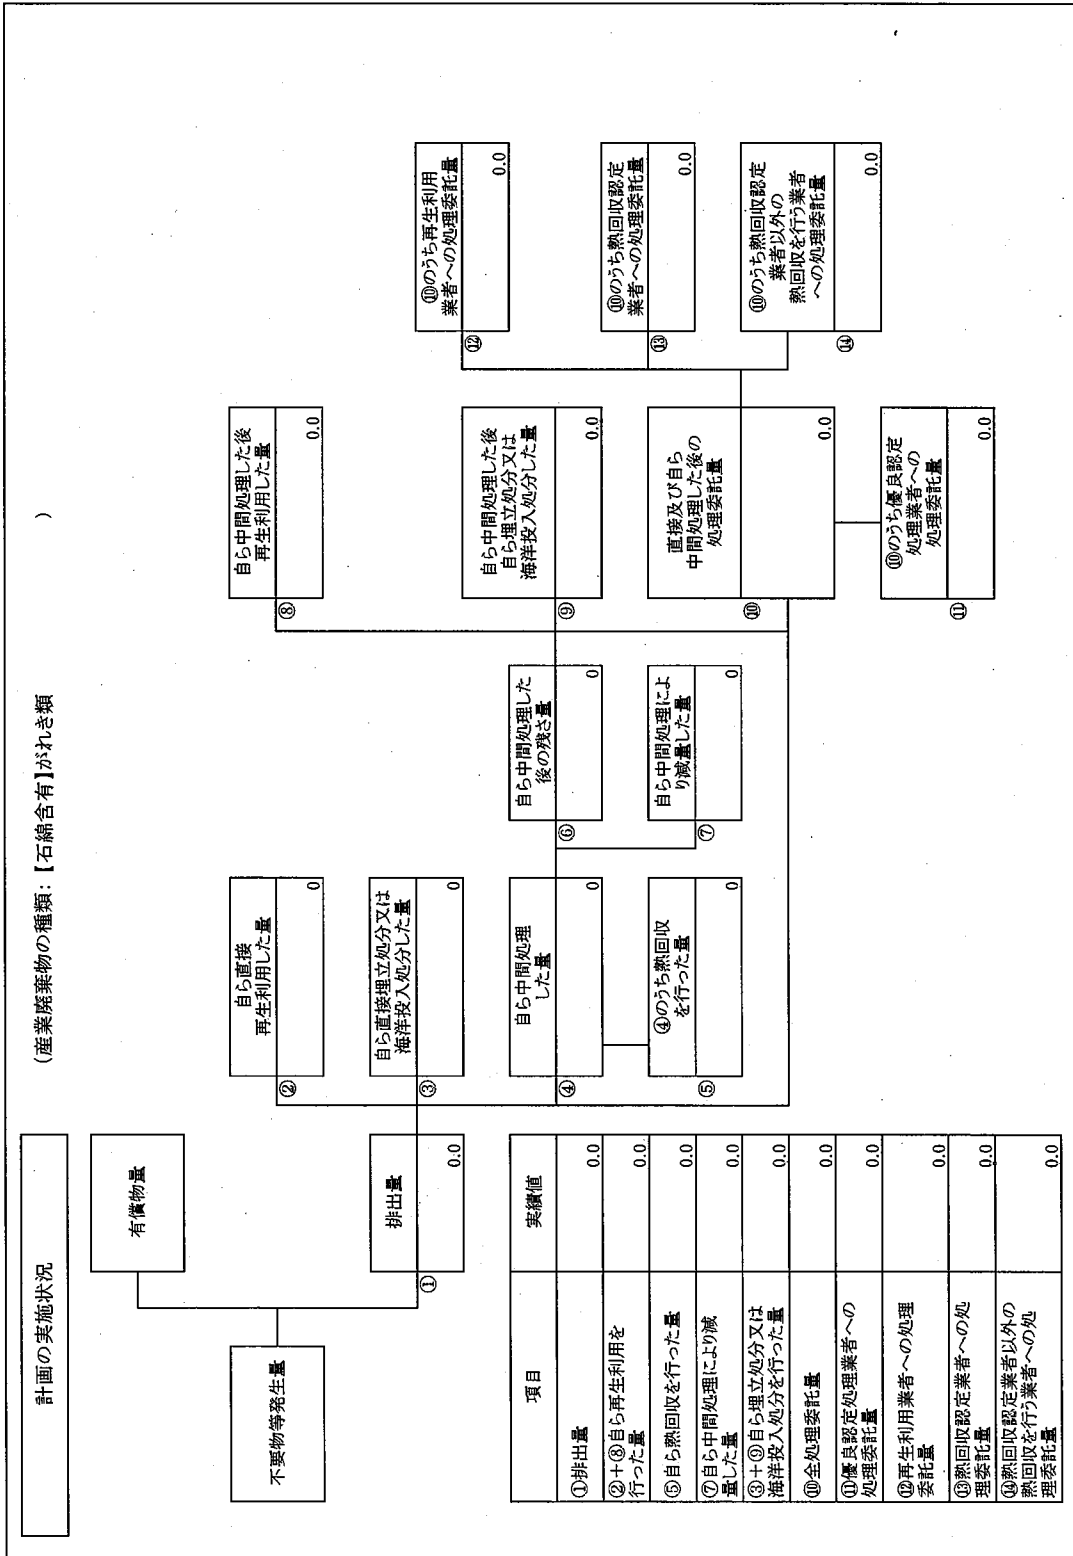 計画の実施状況
(産業廃棄物の種類:【石綿含有】がれき類
)
不要物等発生量
有償物量
①
排出量
0.0
②
自ら直接
再生利用した量
0
③
自ら直接埋立処分又は
海洋投入処分した量
0
④
自ら中間処理
した量
0
⑤
④のうち熱回収
を行った量
0
⑥
自ら中間処理した
後の残さ量
0
⑦
自ら中間処理によ
り減量した量
0
⑧
自ら中間処理した後
再生利用した量
0.0
⑨
自ら中間処理した後
自ら埋立処分又は
海洋投入処分した量
0.0
⑩
直接及び自ら
中間処理した後の
処理委託量
0.0
⑪
⑩のうち優良認定
処理業者への
処理委託量
0.0
⑫
⑩のうち再生利用
業者への処理委託量
0.0
⑬
⑩のうち熱回収認定
業者への処理委託量
0.0
⑭
⑩のうち熱回収認定
業者以外の
熱回収を行う業者
への処理委託量
0.0
項目 実績値
①排出量 0.0
②+⑧自ら再生利用を
行った量 0.0
⑤自ら熱回収を行った量 0.0
⑦自ら中間処理により減
量した量 0.0
③+⑨自ら埋立処分又は
海洋投入処分を行った量 0.0
⑩全処理委託量 0.0
⑪優良認定処理業者への
処理委託量 0.0
⑫再生利用業者への処理
委託量 0.0
⑬熱回収認定業者への処
理委託量 0.0
⑭熱回収認定業者以外の
熱回収を行う業者への処
理委託量 0.0